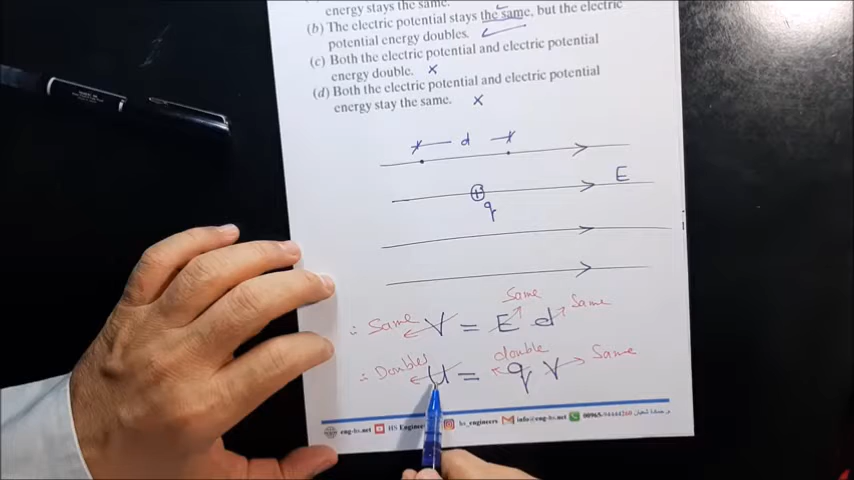 energy stays the same.
(b) The electric potential stays the same, but the electric
potential energy doubles.
(c) Both the electric potential and electric potential
energy double. x
(d) Both the electric potential and electric potential
energy stay the same. x
d
E
+
q
Same Same
∴ Same V = E d
∴ Doubles U = q V
double Same
eng-hs.net HS Engineers hs_engineers info@eng-hs.net